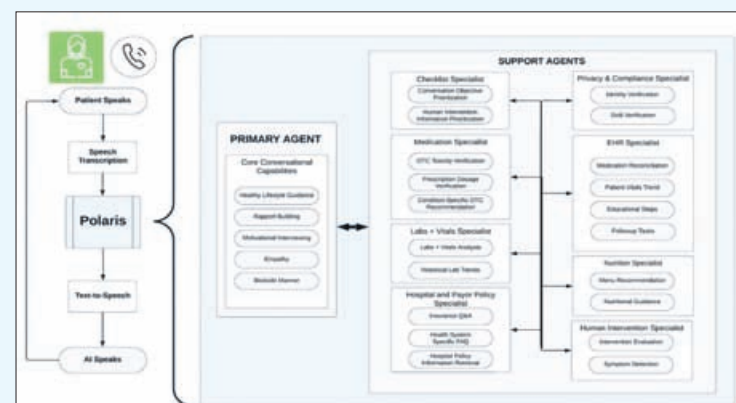 Patient Speaks
Speech
Transcription
Polaris
Text-to-Speech
AI Speaks
PRIMARY AGENT
Core Conversational
Capabilities
Healthy Lifestyle Guidance
Rapport Building
Motivational Interviewing
Empathy
Bedside Manner
SUPPORT AGENTS
Checklist Specialist
Conversation Objective
Prioritization
Human Intervention
Information Prioritization
Medication Specialist
OTC Toxicity Verification
Prescription Dosage
Verification
Condition-Specific OTC
Recommendation
Labs + Vitals Specialist
Labs + Vitals Analysis
Historical Lab Trends
Hospital and Payor Policy
Specialist
Insurance Q&A
Health System
Specific FAQ
Hospital Policy
Information Retrieval
Privacy & Compliance Specialist
Identity Verification
DoB Verification
EHR Specialist
Medication Reconciliation
Patient Vitals Trend
Educational Steps
Followup Tasks
Nutrition Specialist
Menu Recommendation
Nutritional Guidance
Human Intervention Specialist
Intervention Evaluation
Symptom Detection